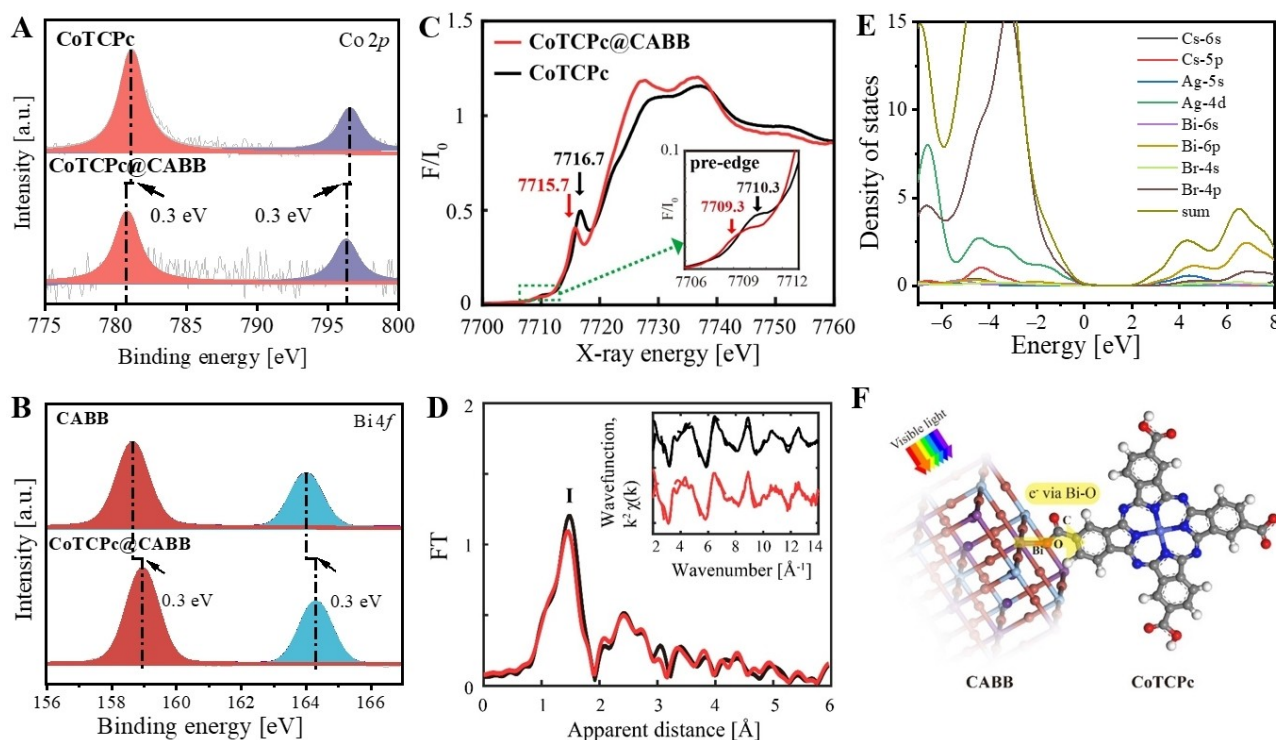 A
CoTCPc
Co 2p
CoTCPc@CABB
0.3 eV
0.3 eV
Intensity [a.u.]
775 780 785 790 795 800
Binding energy [eV]
B
CABB
Bi 4f
CoTCPc@CABB
0.3 eV
0.3 eV
Intensity [a.u.]
156 158 160 162 164 166
Binding energy [eV]
C
1.5
1
0.5
0
F/I0
CoTCPc@CABB
CoTCPc
7716.7
7715.7
0.1
pre-edge
7710.3
7709.3
F/I0
7706 7709 7712
7700 7710 7720 7730 7740 7750 7760
X-ray energy [eV]
D
2
1
0
FT
I
Wavefunction,
k²χ(k)
2 4 6 8 10 12 14
Wavenumber [Å⁻¹]
0 1 2 3 4 5 6
Apparent distance [Å]
E
15
10
5
0
Density of states
Cs-6s
Cs-5p
Ag-5s
Ag-4d
Bi-6s
Bi-6p
Br-4s
Br-4p
sum
−6 −4 −2 0 2 4 6 8
Energy [eV]
F
Visible light
e⁻ via Bi-O
C
Bi
O
CABB
CoTCPc